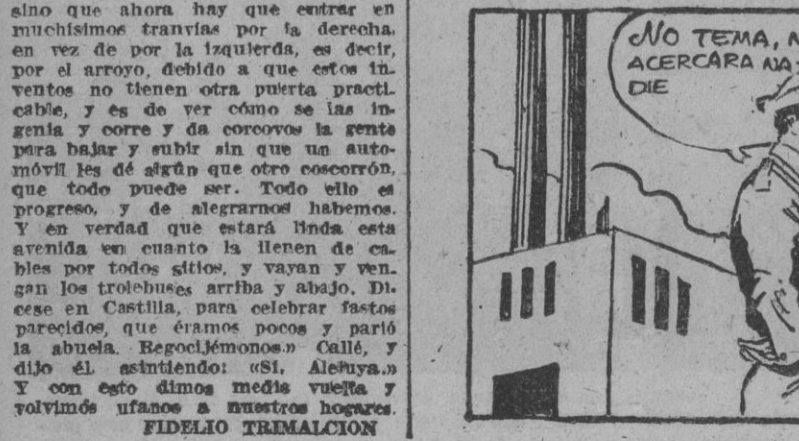 sino que ahora hay que entrar en
muchísimos tranvías por la derecha,
en vez de por la izquierda, es decir,
por el arroyo, debido a que estos in-
ventos no tienen otra puerta practi-
cable, y es de ver cómo se las in-
genia y corre y da corcovos la gente
para bajar y subir sin que un auto-
móvil les dé algún que otro coscorrón,
que todo puede ser. Todo ello es
progreso, y de alegrarnos habemos.
Y en verdad que estará linda esta
avenida en cuanto la llenen de ca-
bles por todos sitios, y vayan y ven-
gan los trolebuses arriba y abajo. Dí-
cese en Castilla, para celebrar fastos
parecidos, que éramos pocos y parió
la abuela. Regocijémonos.» Callé, y
dijo él asintiendo: «Sí, Aleluya.»
Y con esto dimos media vuelta y
volvimós ufanos a nuestros hogares.
FIDELIO TRIMALCION
NO TEMA, N
ACERCARA NA
DIE